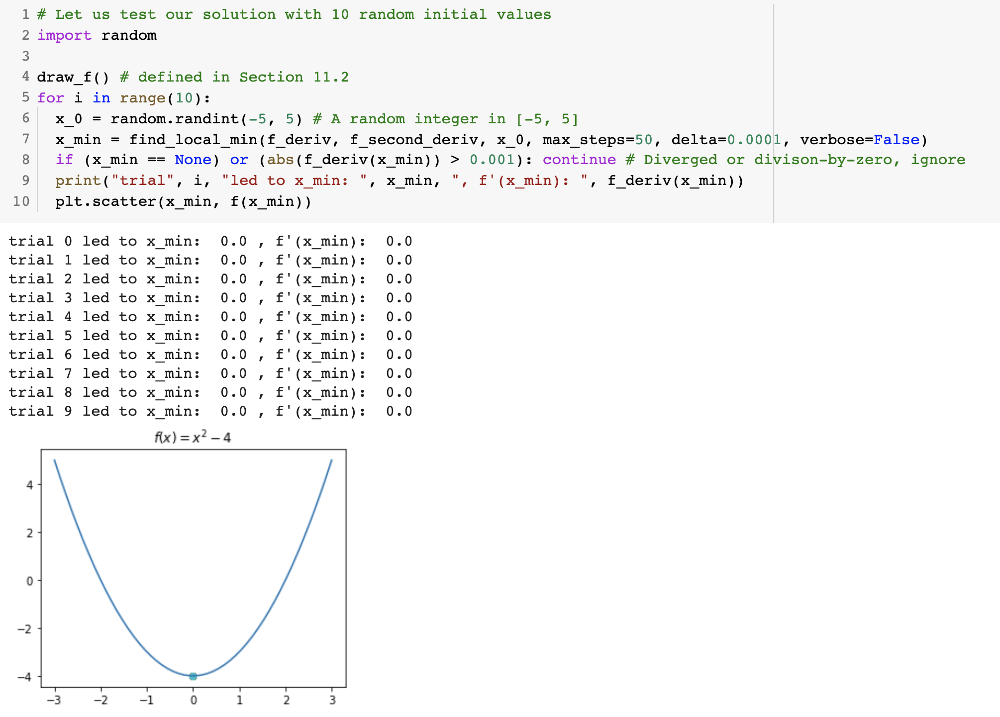 1 # Let us test our solution with 10 random initial values
2 import random
3
4 draw_f() # defined in Section 11.2
5 for i in range(10):
6   x_0 = random.randint(-5, 5) # A random integer in [-5, 5]
7   x_min = find_local_min(f_deriv, f_second_deriv, x_0, max_steps=50, delta=0.0001, verbose=False)
8   if (x_min == None) or (abs(f_deriv(x_min)) > 0.001): continue # Diverged or divison-by-zero, ignore
9   print("trial", i, "led to x_min: ", x_min, ", f'(x_min): ", f_deriv(x_min))
10   plt.scatter(x_min, f(x_min))
trial 0 led to x_min:  0.0 , f'(x_min):  0.0
trial 1 led to x_min:  0.0 , f'(x_min):  0.0
trial 2 led to x_min:  0.0 , f'(x_min):  0.0
trial 3 led to x_min:  0.0 , f'(x_min):  0.0
trial 4 led to x_min:  0.0 , f'(x_min):  0.0
trial 5 led to x_min:  0.0 , f'(x_min):  0.0
trial 6 led to x_min:  0.0 , f'(x_min):  0.0
trial 7 led to x_min:  0.0 , f'(x_min):  0.0
trial 8 led to x_min:  0.0 , f'(x_min):  0.0
trial 9 led to x_min:  0.0 , f'(x_min):  0.0
f(x) = x² − 4
4
2
0
−2
−4
−3 −2 −1 0 1 2 3